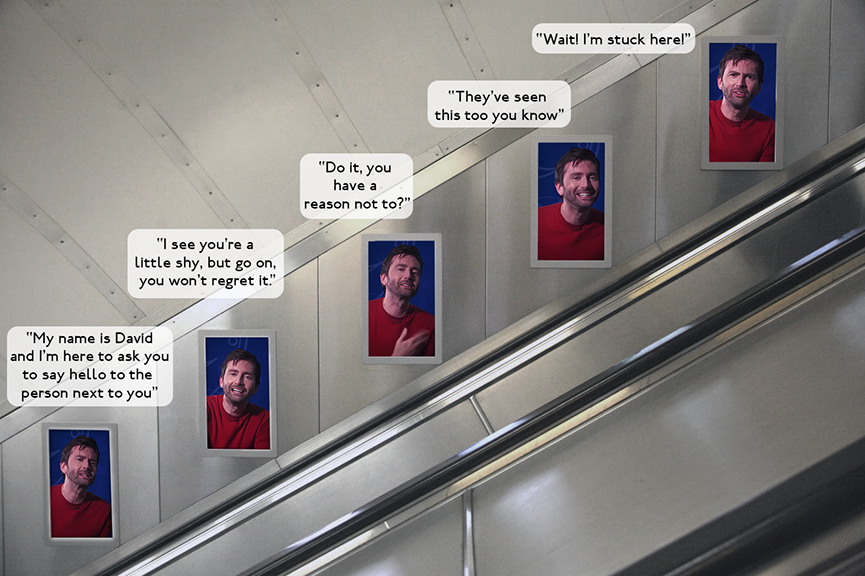 “My name is David
and I’m here to ask you
to say hello to the
person next to you”
“I see you’re a
little shy, but go on,
you won’t regret it.”
“Do it, you
have a
reason not to?”
“They’ve seen
this too you know”
“Wait! I’m stuck here!”